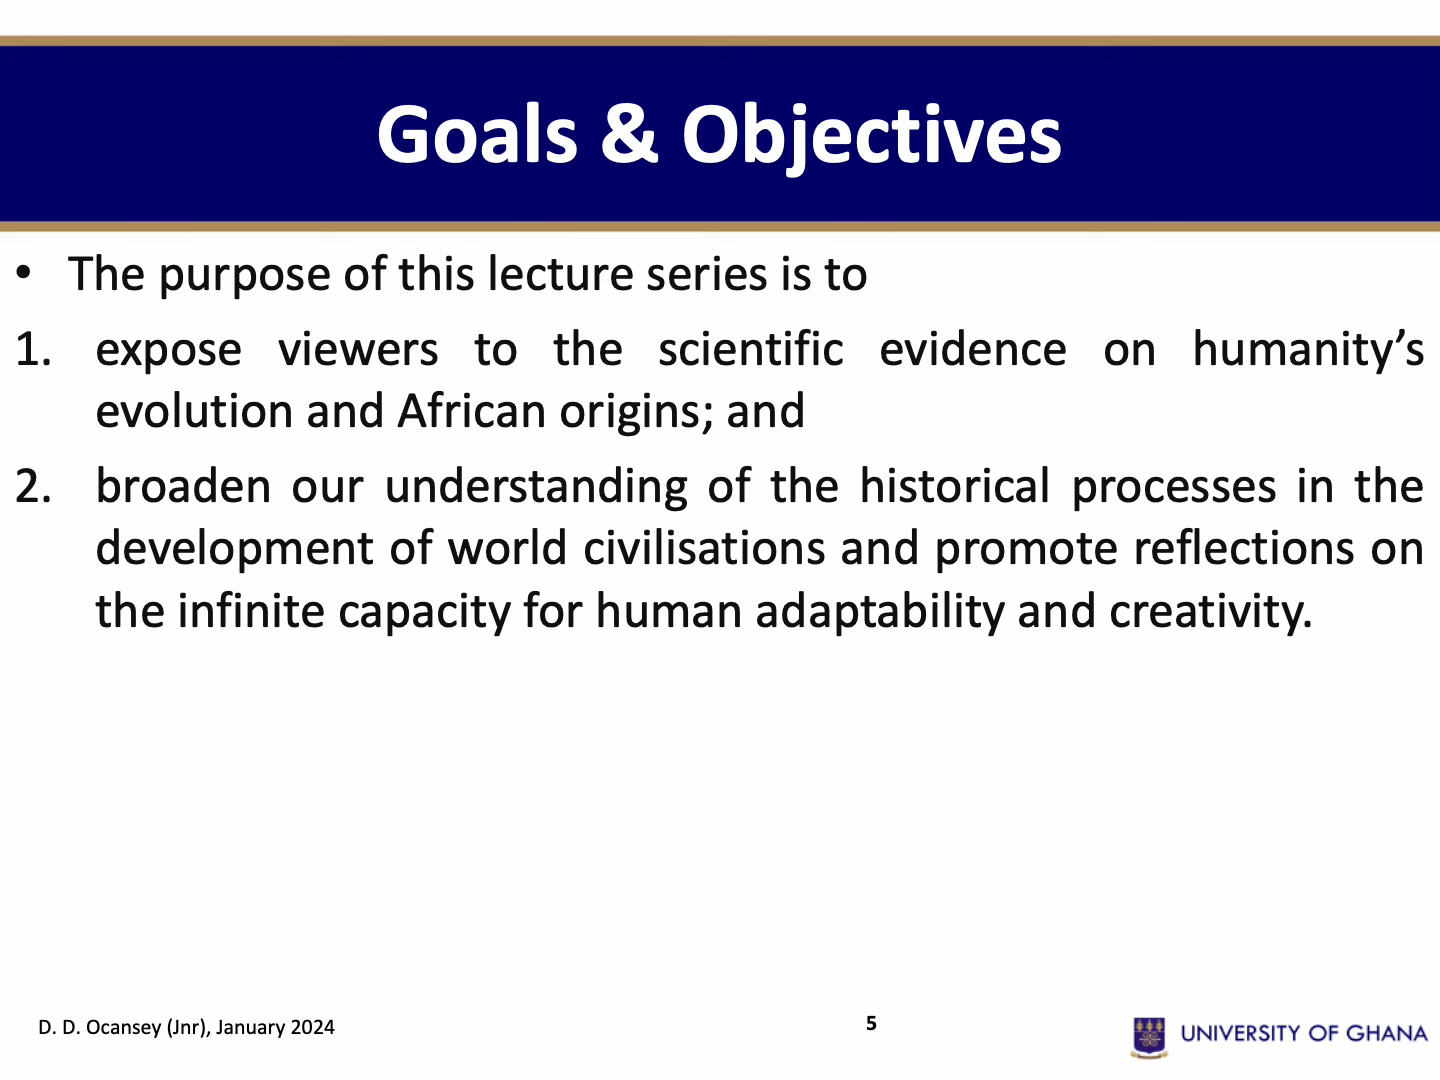 Goals & Objectives
• The purpose of this lecture series is to
1. expose viewers to the scientific evidence on humanity’s
evolution and African origins; and
2. broaden our understanding of the historical processes in the
development of world civilisations and promote reflections on
the infinite capacity for human adaptability and creativity.
D. D. Ocansey (Jnr), January 2024
5
UNIVERSITY OF GHANA